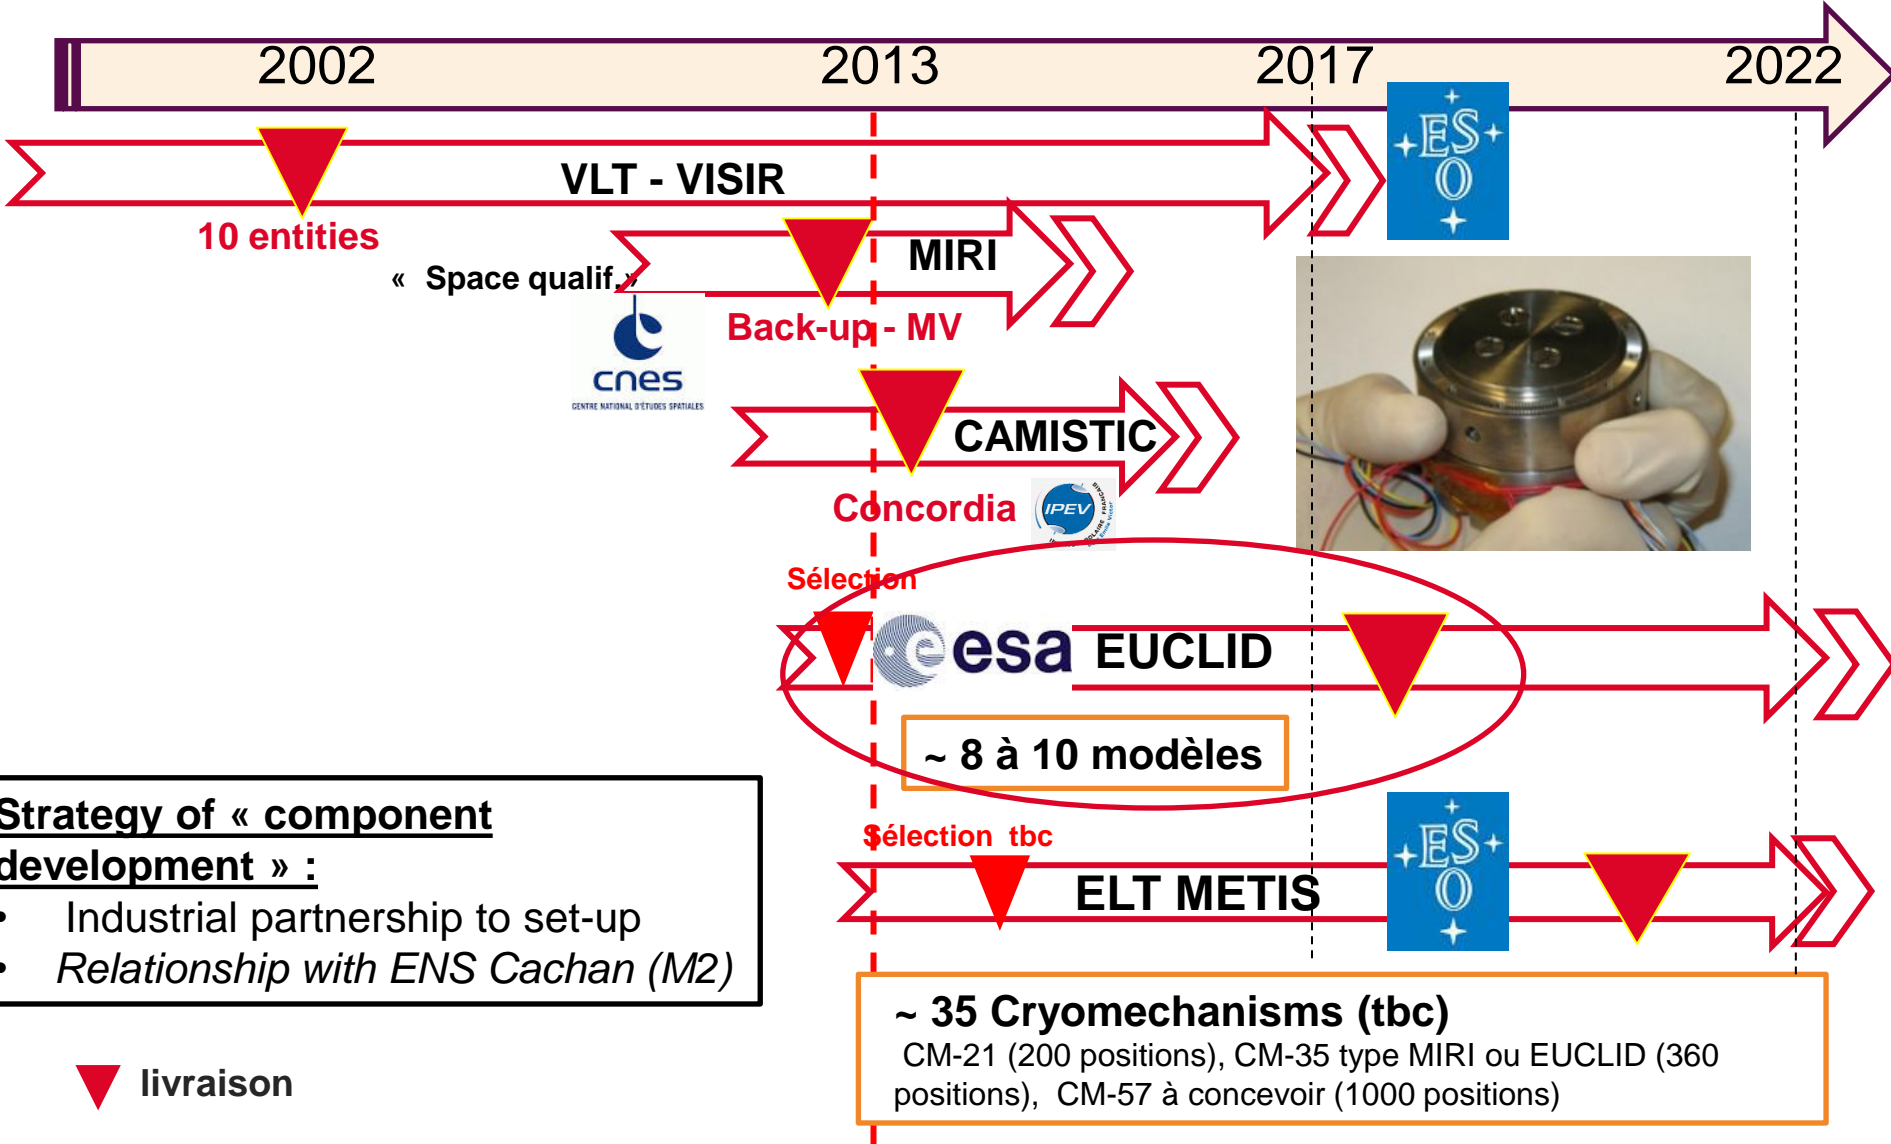 2002 2013 2017 2022
VLT - VISIR
ES
O
10 entities
MIRI
« Space qualif.»
Back-up - MV
cnes
CENTRE NATIONAL D'ÉTUDES SPATIALES
CAMISTIC
Concordia
IPEV
Sélection
esa EUCLID
~ 8 à 10 modèles
Strategy of « component
development » :
• Industrial partnership to set-up
• Relationship with ENS Cachan (M2)
Sélection tbc
ELT METIS
ES
O
~ 35 Cryomechanisms (tbc)
CM-21 (200 positions), CM-35 type MIRI ou EUCLID (360
positions), CM-57 à concevoir (1000 positions)
livraison